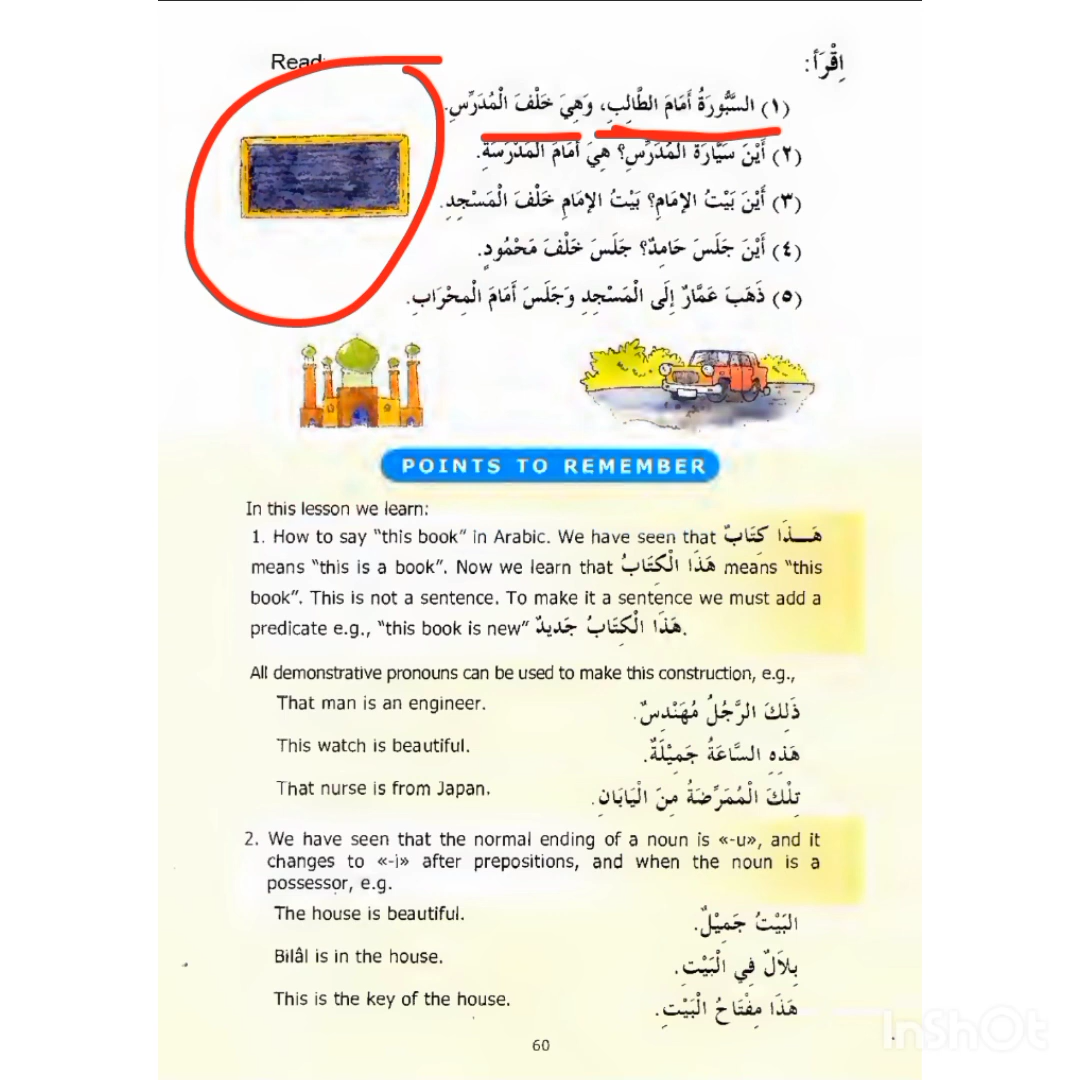 Read: اِقْرَأْ:
(١) السَّبُّورَةُ أَمَامَ الطَّالِبِ، وَهِيَ خَلْفَ الْمُدَرِّسِ.
(٢) أَيْنَ سَيَّارَةُ المُدَرِّسِ؟ هِيَ أَمَامَ المَدْرَسَةِ.
(٣) أَيْنَ بَيْتُ الإمَامِ؟ بَيْتُ الإمَامِ خَلْفَ الْمَسْجِدِ.
(٤) أَيْنَ جَلَسَ حَامِدٌ؟ جَلَسَ خَلْفَ مَحْمُودٍ.
(٥) ذَهَبَ عَمَّارٌ إِلَى الْمَسْجِدِ وَجَلَسَ أَمَامَ الْمِحْرَابِ.
POINTS TO REMEMBER
In this lesson we learn:
1. How to say “this book” in Arabic. We have seen that هَـــذَا كِتَابٌ
means “this is a book”. Now we learn that هَذَا الْكِتَابُ means “this
book”. This is not a sentence. To make it a sentence we must add a
predicate e.g., “this book is new” هَذَا الْكِتَابُ جَدِيدٌ.
All demonstrative pronouns can be used to make this construction, e.g.,
That man is an engineer. ذَلِكَ الرَّجُلُ مُهَنْدِسٌ.
This watch is beautiful. هَذِهِ السَّاعَةُ جَمِيْلَةٌ.
That nurse is from Japan. تِلْكَ الْمُمَرِّضَةُ مِنَ الْيَابَانِ.
2. We have seen that the normal ending of a noun is «-u», and it
changes to «-i» after prepositions, and when the noun is a
possessor, e.g.
The house is beautiful. البَيْتُ جَمِيْلٌ.
Bilâl is in the house. بِلاَلٌ فِي الْبَيْتِ.
This is the key of the house. هَذَا مِفْتَاحُ الْبَيْتِ.
60
InShOt